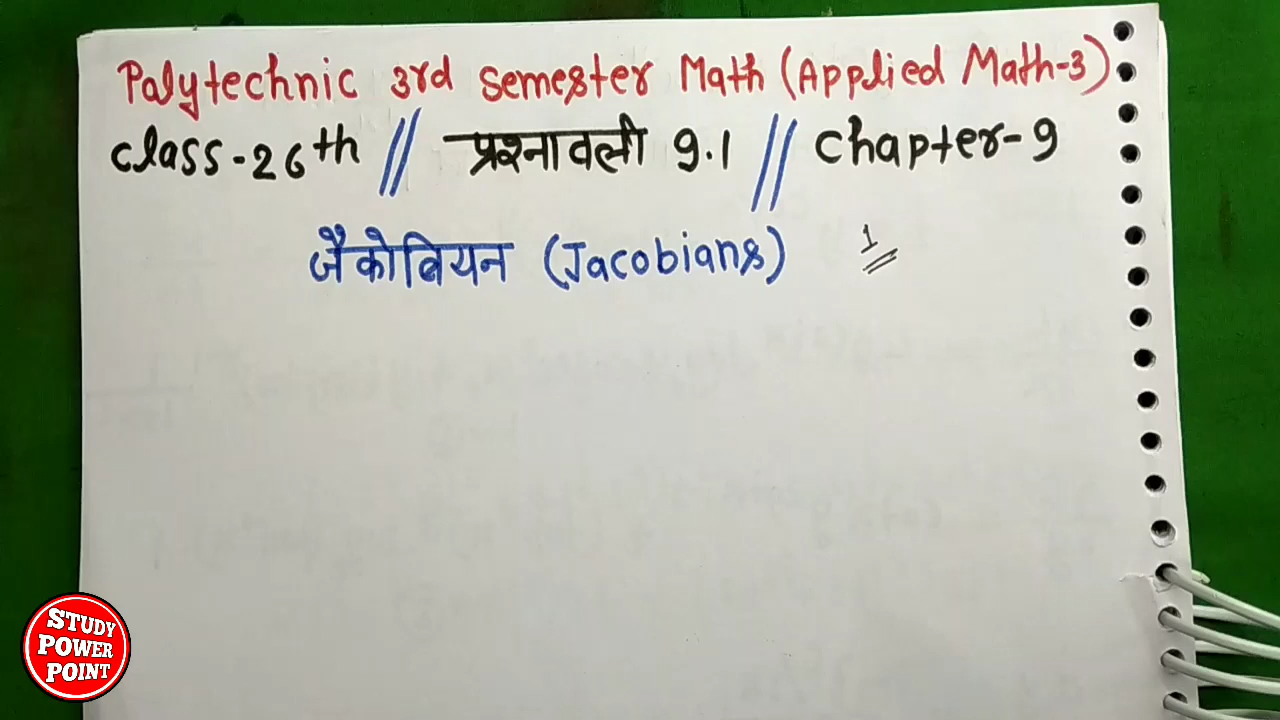 Polytechnic 3rd semester Math (Applied Math-3)
class-26th // प्रश्नावली 9.1 // chapter-9
जैकोबियन (Jacobians) 1
STUDY
POWER
POINT